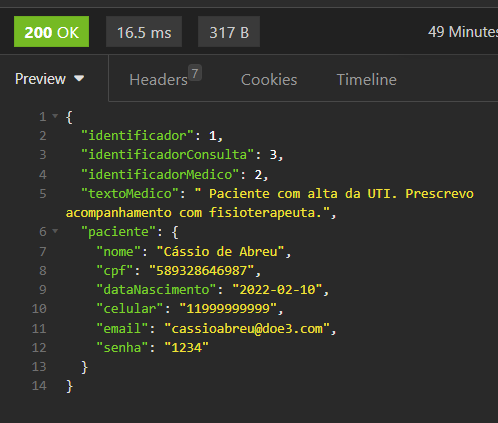 200 OK 16.5 ms 317 B 49 Minutes
Preview Headers 7 Cookies Timeline
1 {
2 "identificador": 1,
3 "identificadorConsulta": 3,
4 "identificadorMedico": 2,
5 "textoMedico": " Paciente com alta da UTI. Prescrevo
acompanhamento com fisioterapeuta.",
6 "paciente": {
7 "nome": "Cássio de Abreu",
8 "cpf": "589328646987",
9 "dataNascimento": "2022-02-10",
10 "celular": "11999999999",
11 "email": "cassioabreu@doe3.com",
12 "senha": "1234"
13 }
14 }